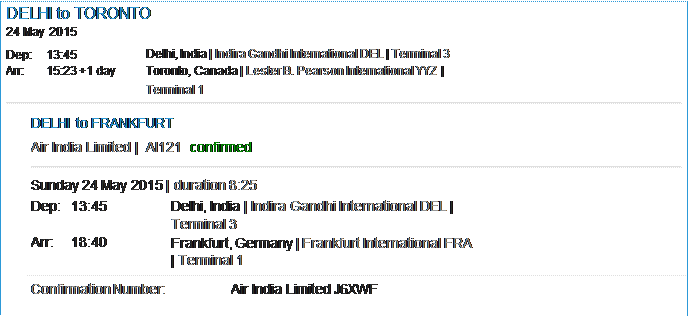 DELHI to TORONTO
24 May 2015
Dep: 13:45 Delhi, India | Indira Gandhi International DEL | Terminal 3
Arr: 15:23 +1 day Toronto, Canada | Lester B. Pearson International YYZ |
Terminal 1
DELHI to FRANKFURT
Air India Limited | AI121 confirmed
Sunday 24 May 2015 | duration 8:25
Dep: 13:45 Delhi, India | Indira Gandhi International DEL |
Terminal 3
Arr: 18:40 Frankfurt, Germany | Frankfurt International FRA
| Terminal 1
Confirmation Number: Air India Limited J6XWF